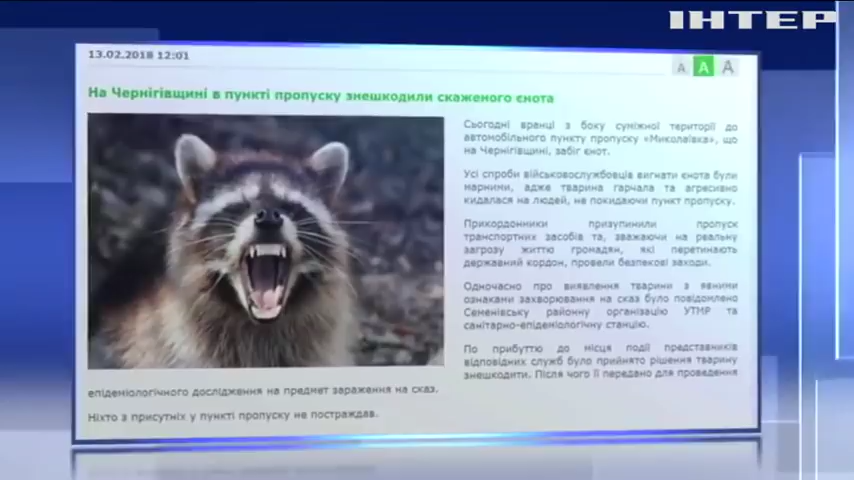 ІНТЕР
13.02.2018 12:01
A A A
На Чернігівщині в пункті пропуску знешкодили скаженого єнота
Сьогодні вранці з боку суміжної території до
автомобільного пункту пропуску «Миколаївка», що
на Чернігівщині, забіг єнот.
Усі спроби військовослужбовців вигнати єнота були
марними, адже тварина гарчала та агресивно
кидалася на людей, не покидаючи пункт пропуску.
Прикордонники призупинили пропуск
транспортних засобів та, зважаючи на реальну
загрозу життю громадян, які перетинають
державний кордон, провели безпекові заходи.
Одночасно про виявлення тварини з явними
ознаками захворювання на сказ було повідомлено
Семенівську районну організацію УТМР та
санітарно-епідеміологічну станцію.
По прибуттю до місця події представників
відповідних служб було прийнято рішення тварину
знешкодити. Після чого її передано для проведення
епідеміологічного дослідження на предмет зараження на сказ.
Ніхто з присутніх у пункті пропуску не постраждав.